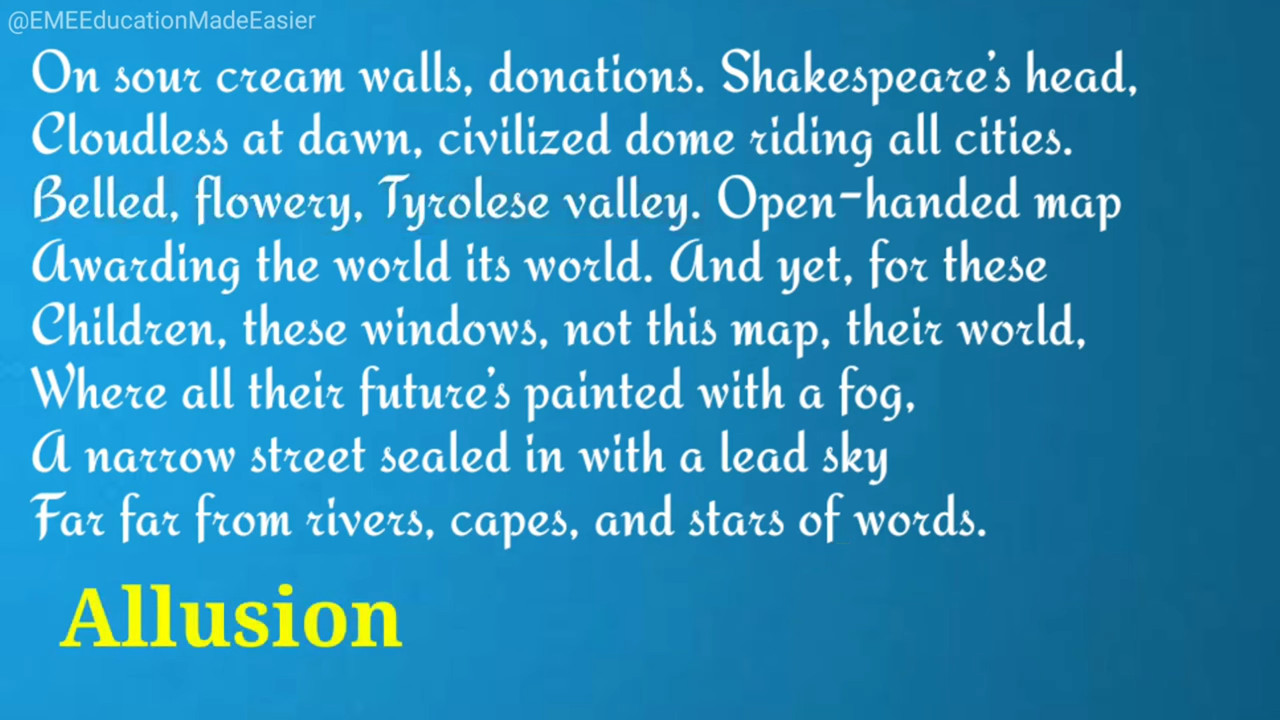 @EMEEducationMadeEasier
On sour cream walls, donations. Shakespeare's head,
Cloudless at dawn, civilized dome riding all cities.
Belled, flowery, Tyrolese valley. Open-handed map
Awarding the world its world. And yet, for these
Children, these windows, not this map, their world,
Where all their future's painted with a fog,
A narrow street sealed in with a lead sky
Far far from rivers, capes, and stars of words.
Allusion